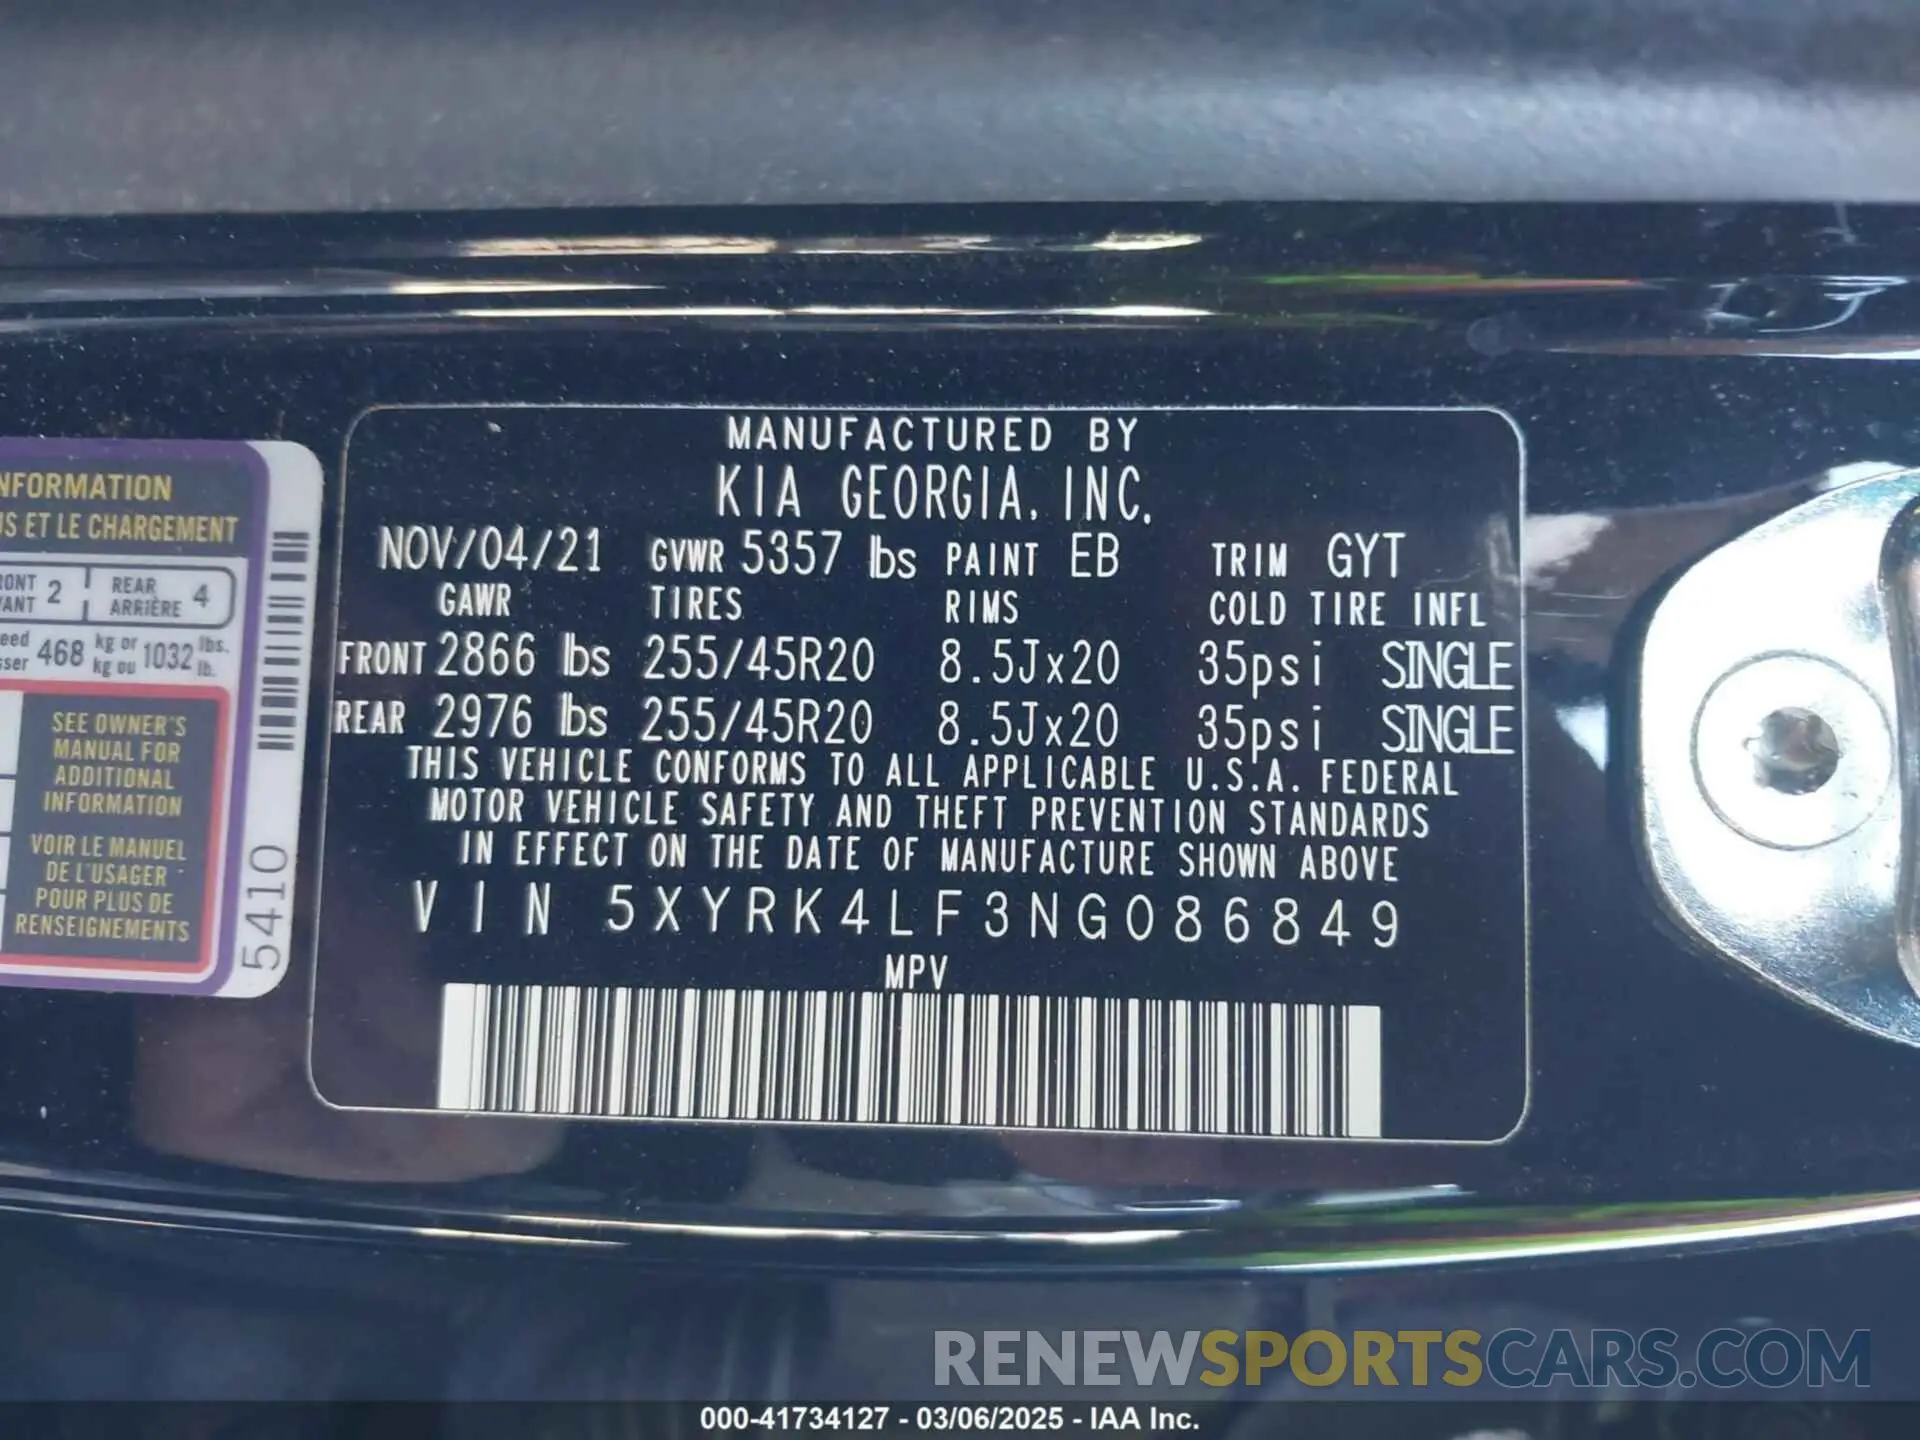 NFORMATION
S ET LE CHARGEMENT
2
REAR
ARRIÈRE 4
468 kg or 1032 lbs.
kg ou lb.
SEE OWNER'S
MANUAL FOR
ADDITIONAL
INFORMATION
VOIR LE MANUEL
DE L'USAGER
POUR PLUS DE
RENSEIGNEMENTS
5410
MANUFACTURED BY
KIA GEORGIA, INC.
NOV/04/21 GVWR 5357 lbs PAINT EB TRIM GYT
GAWR TIRES RIMS COLD TIRE INFL
FRONT 2866 lbs 255/45R20 8.5Jx20 35psi SINGLE
REAR 2976 lbs 255/45R20 8.5Jx20 35psi SINGLE
THIS VEHICLE CONFORMS TO ALL APPLICABLE U.S.A. FEDERAL
MOTOR VEHICLE SAFETY AND THEFT PREVENTION STANDARDS
IN EFFECT ON THE DATE OF MANUFACTURE SHOWN ABOVE
VIN 5XYRK4LF3NG086849
MPV
RENEWSPORTSCARS.COM
000-41734127 - 03/06/2025 - IAA Inc.